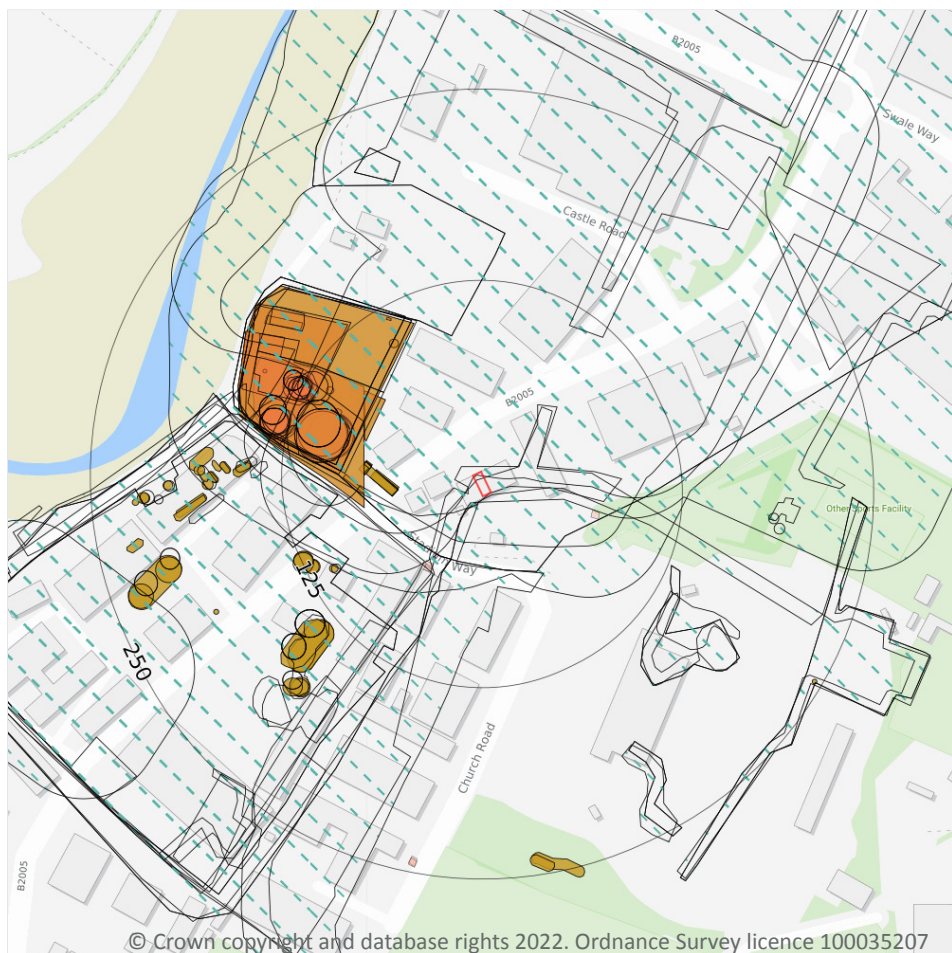 B2005
Swale Way
Castle Road
B2005
Other Sports Facility
Way
125
250
Church Road
B2005
© Crown copyright and database rights 2022. Ordnance Survey licence 100035207